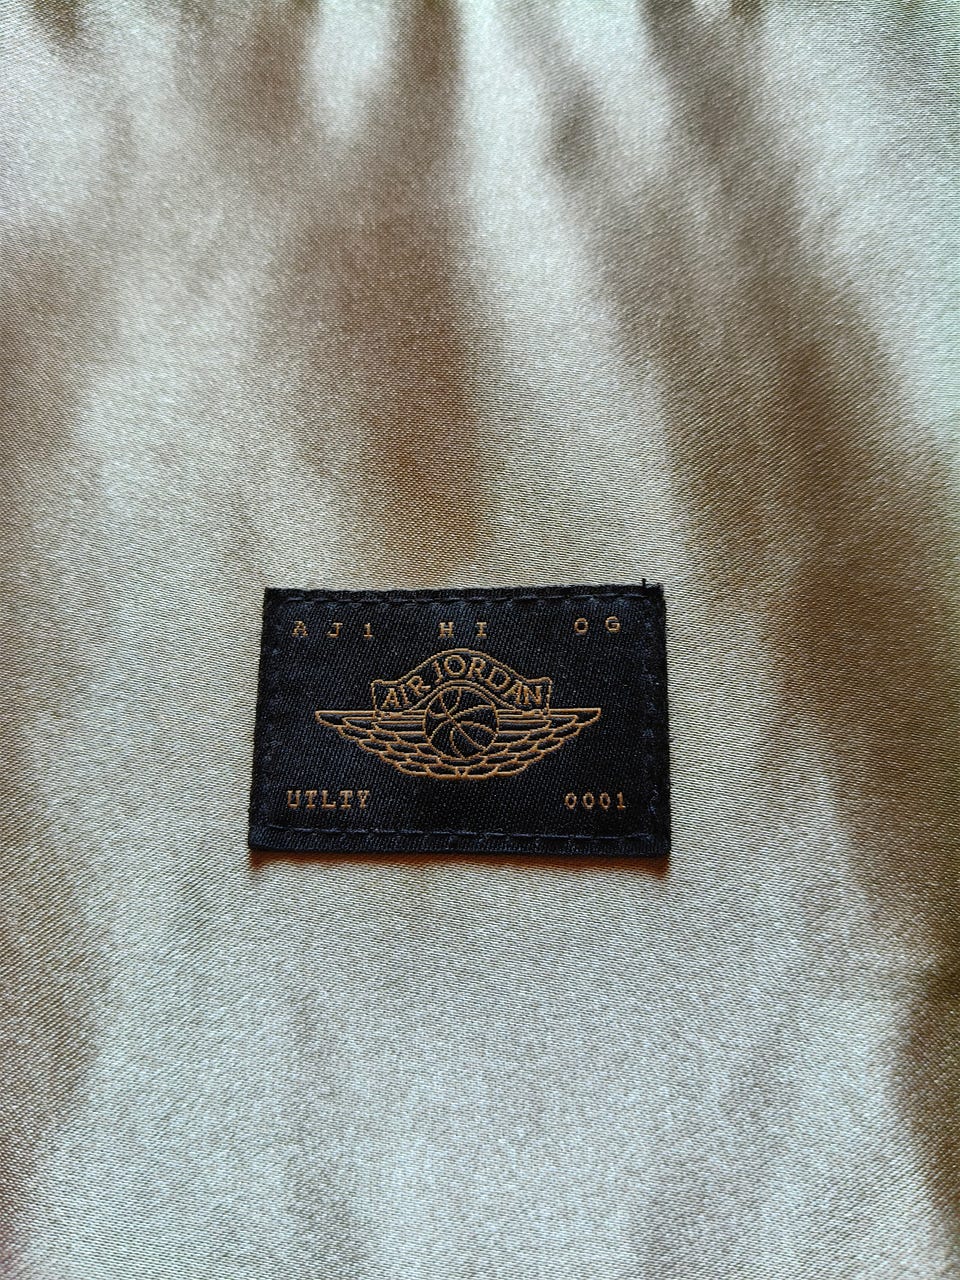 AJ1 HI OG
AIR JORDAN
UTLTY 0001